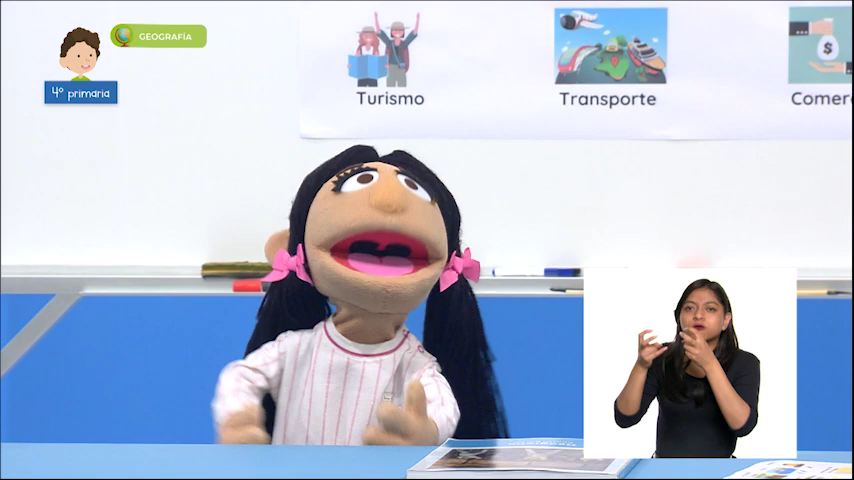 GEOGRAFÍA
4º primaria
Turismo
Transporte
Comer
$